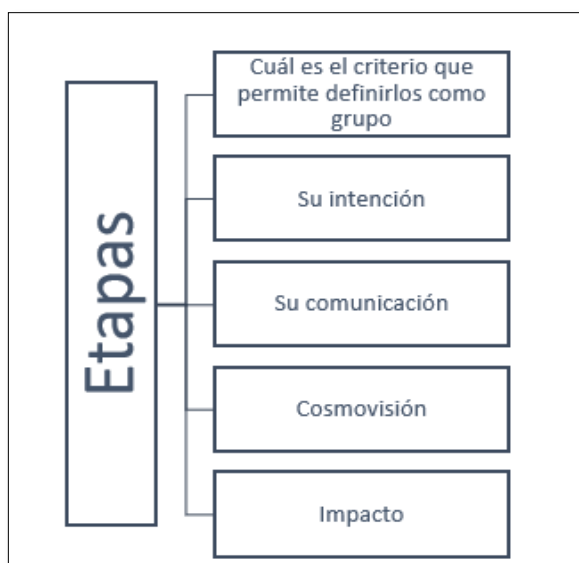 Etapas
Cuál es el criterio que
permite definirlos como
grupo
Su intención
Su comunicación
Cosmovisión
Impacto